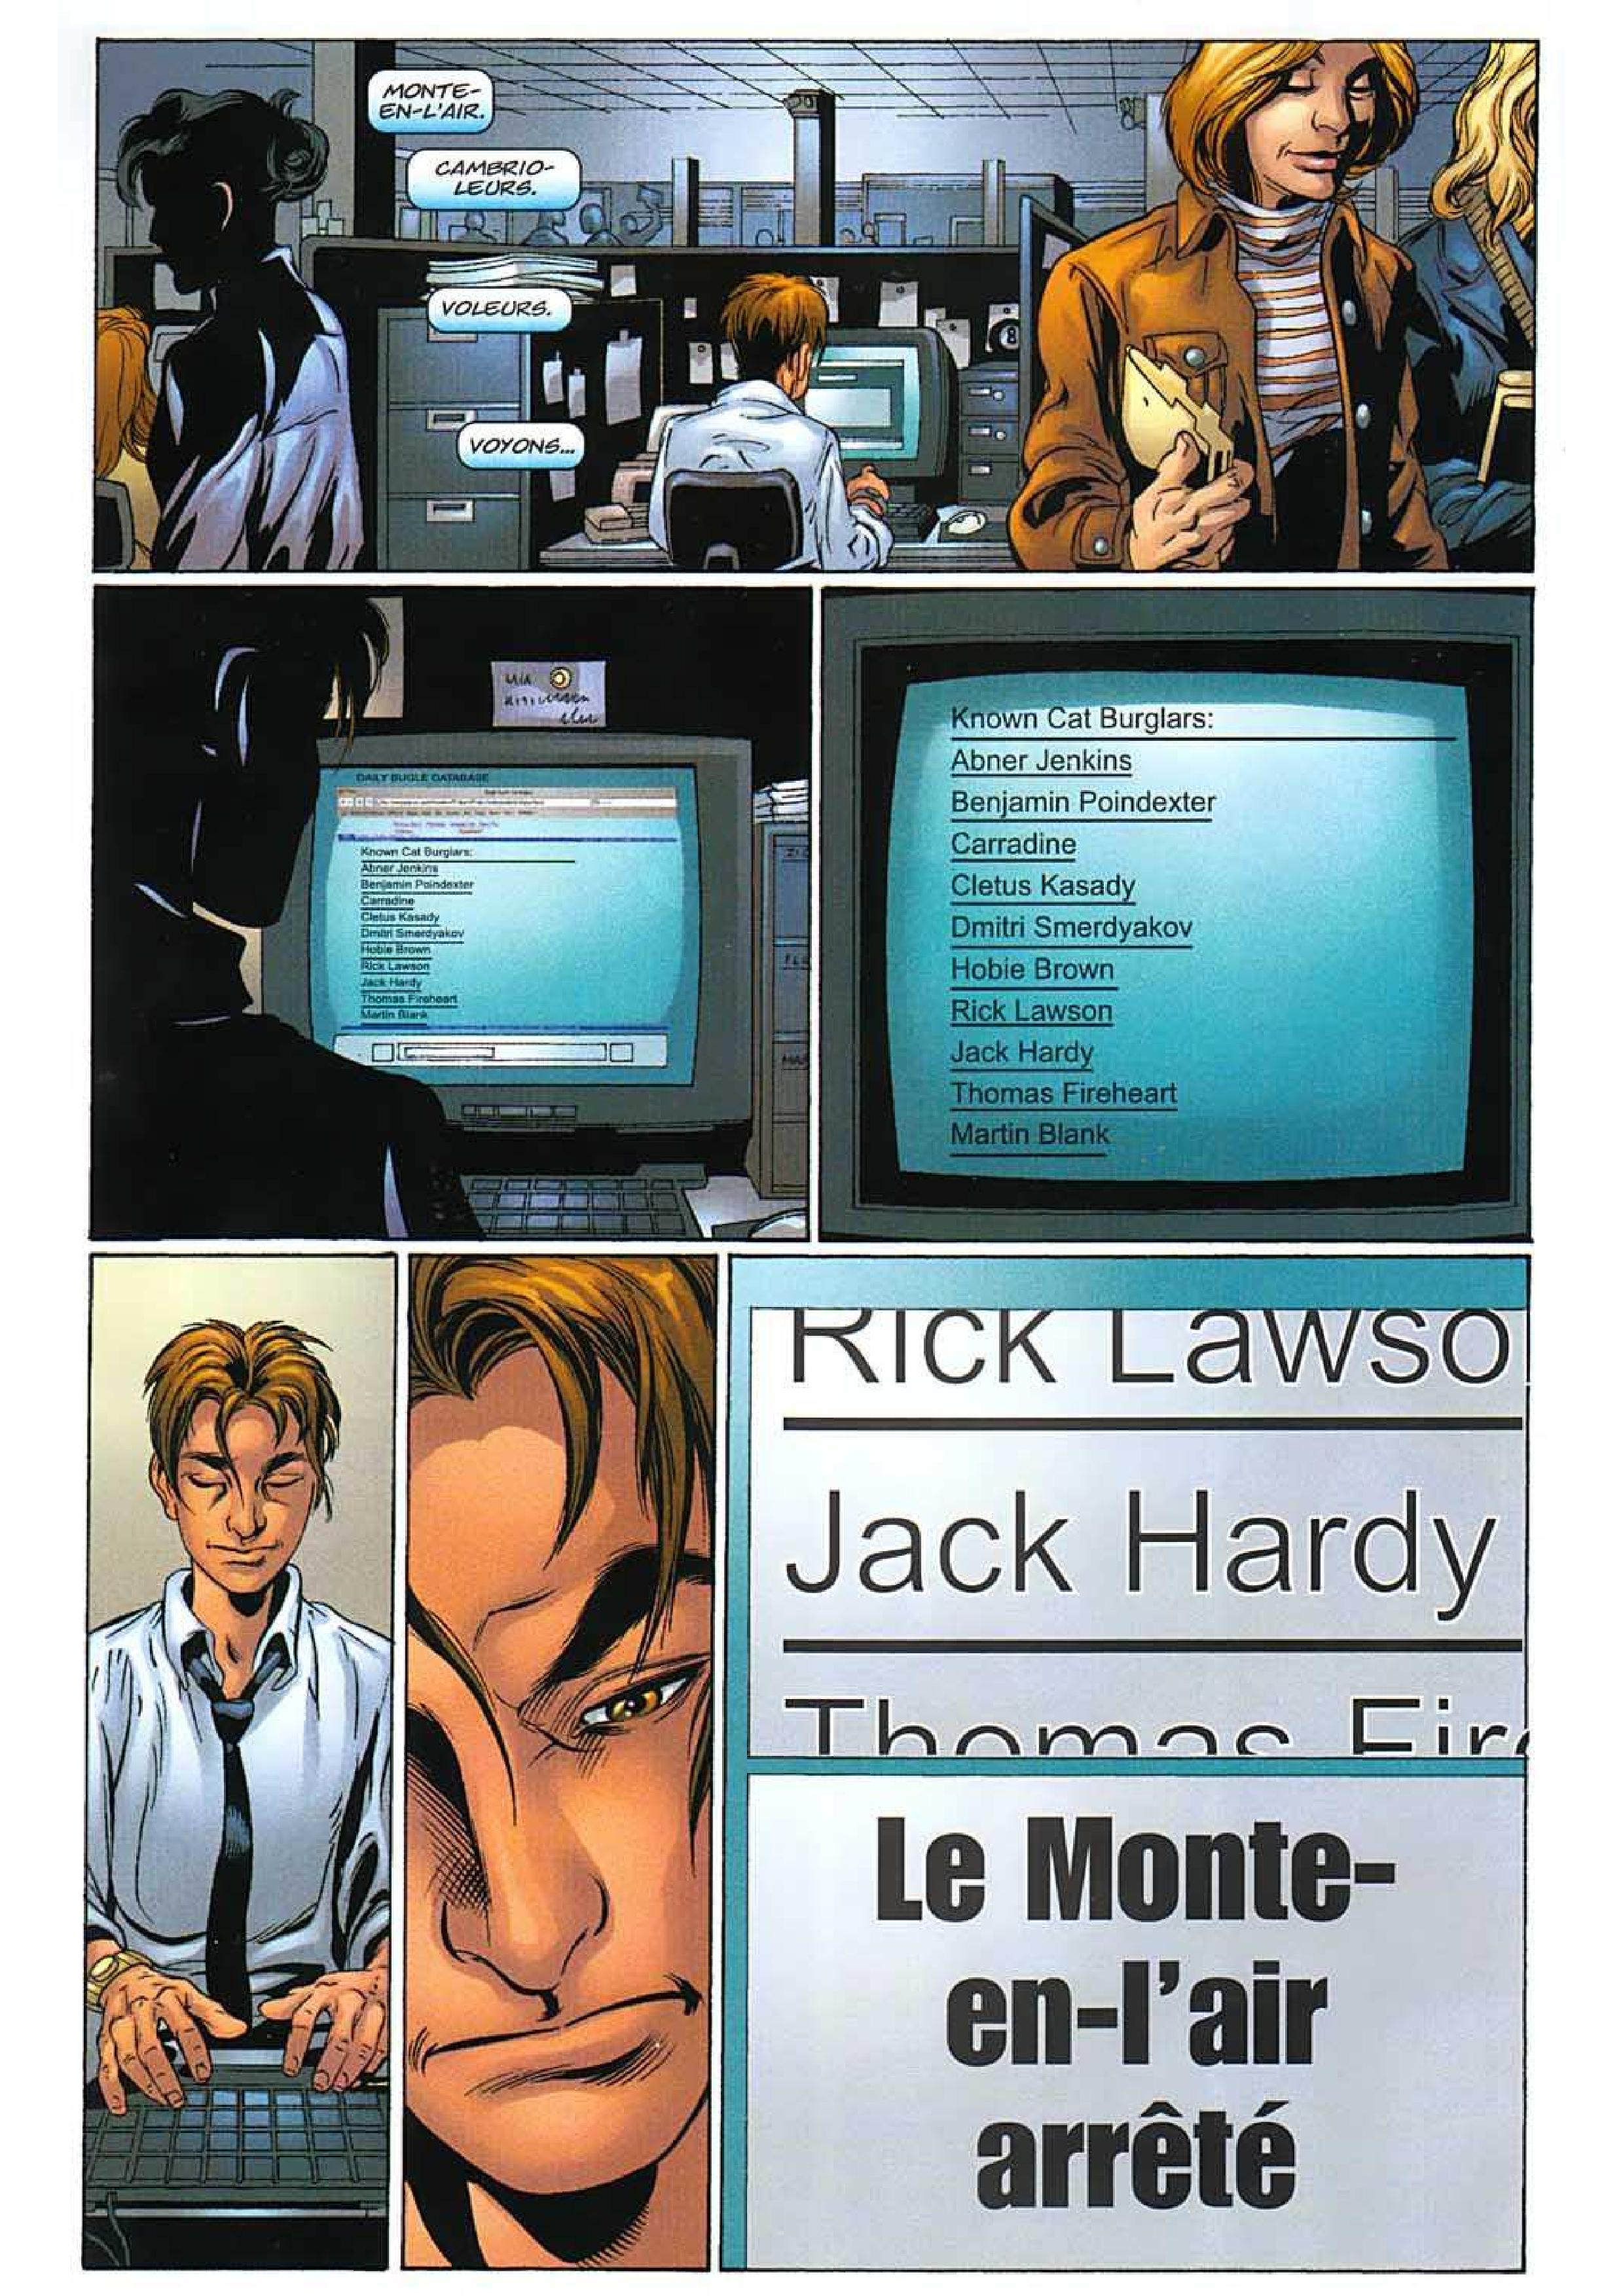 MONTE-
EN-L'AIR.
CAMBRIO-
LEURS.
VOLEURS.
VOYONS...
8
DAILY BUGLE DATABASE
Known Cat Burglars:
Abner Jenkins
Benjamin Poindexter
Carradine
Cletus Kasady
Dmitri Smerdyakov
Hobie Brown
Rick Lawson
Jack Hardy
Thomas Fireheart
Martin Blank
Known Cat Burglars:
Abner Jenkins
Benjamin Poindexter
Carradine
Cletus Kasady
Dmitri Smerdyakov
Hobie Brown
Rick Lawson
Jack Hardy
Thomas Fireheart
Martin Blank
Rick Lawso
Jack Hardy
Thomas Fire
Le Monte-
en-l'air
arrêté